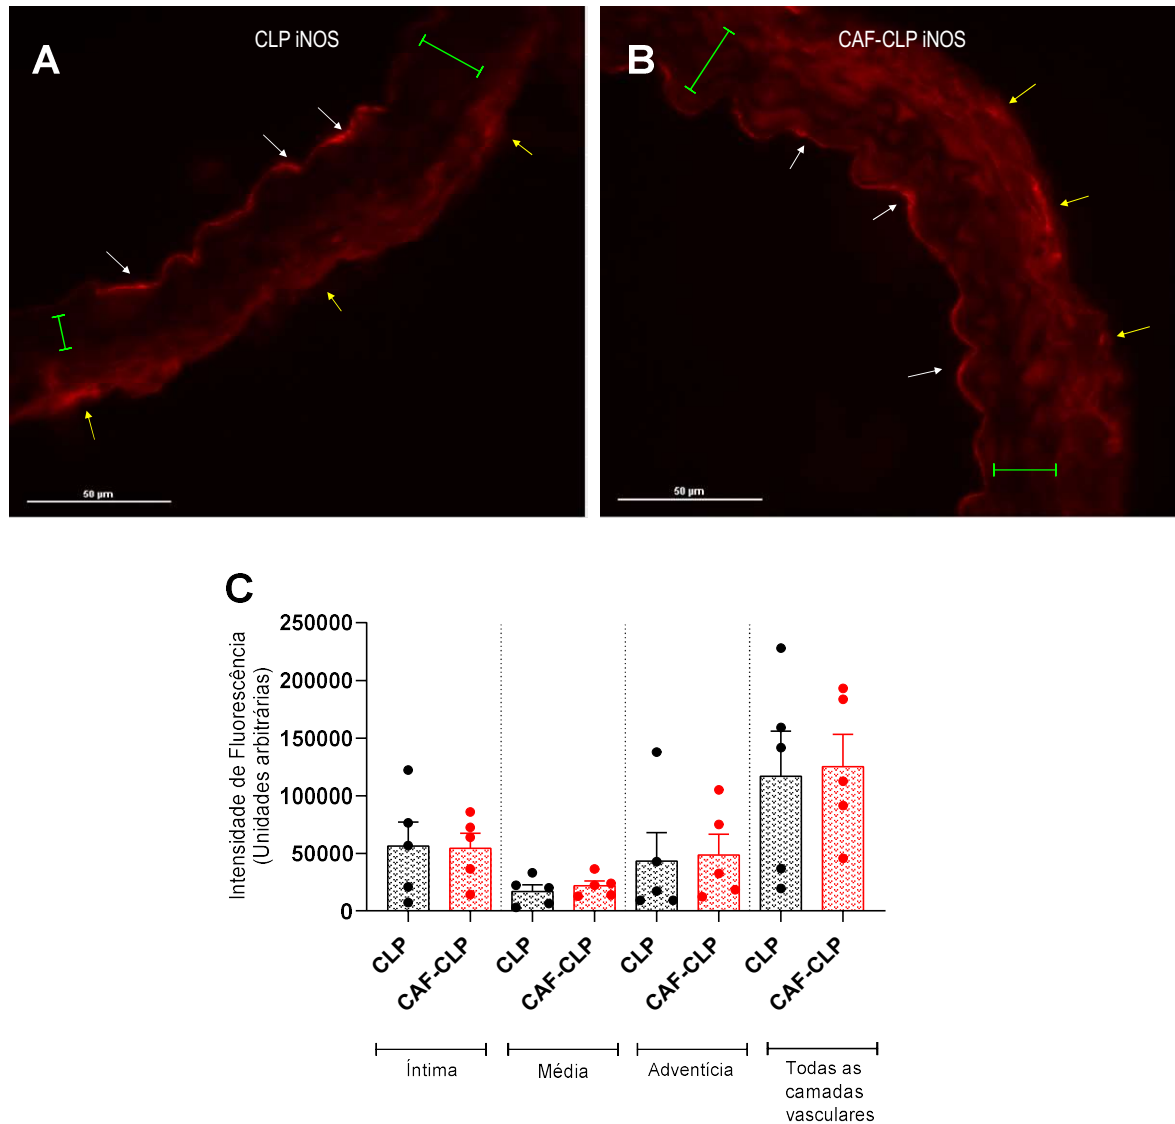 A
CLP iNOS
50 µm
B
CAF-CLP iNOS
50 µm
C
Intensidade de Fluorescência
(Unidades arbitrárias)
250000
200000
150000
100000
50000
0
CLP
CAF-CLP
CLP
CAF-CLP
CLP
CAF-CLP
CLP
CAF-CLP
Íntima
Média
Adventícia
Todas as
camadas
vasculares